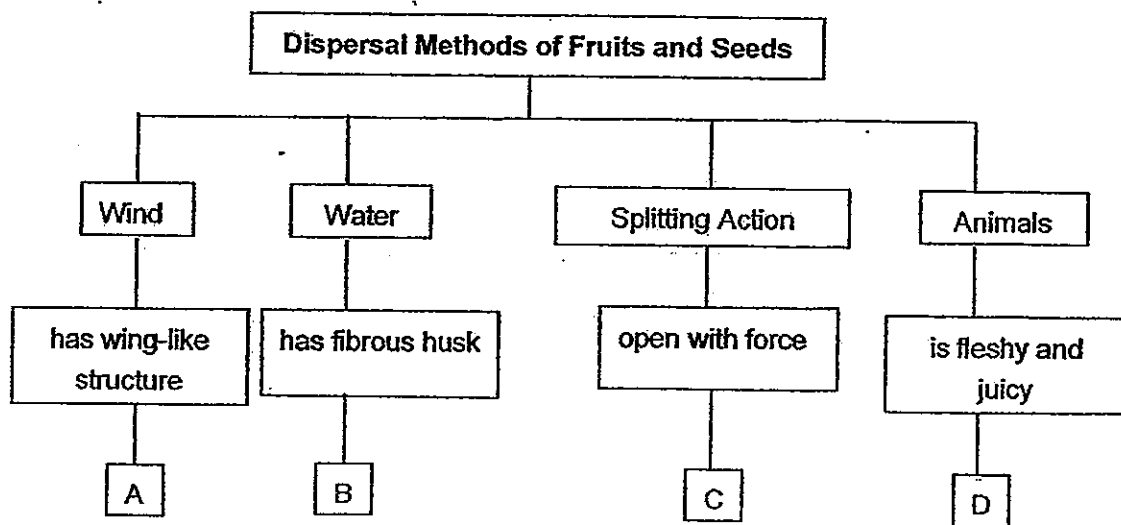 Dispersal Methods of Fruits and Seeds
Wind
Water
Splitting Action
Animals
has wing-like
structure
has fibrous husk
open with force
is fleshy and
juicy
A
B
C
D